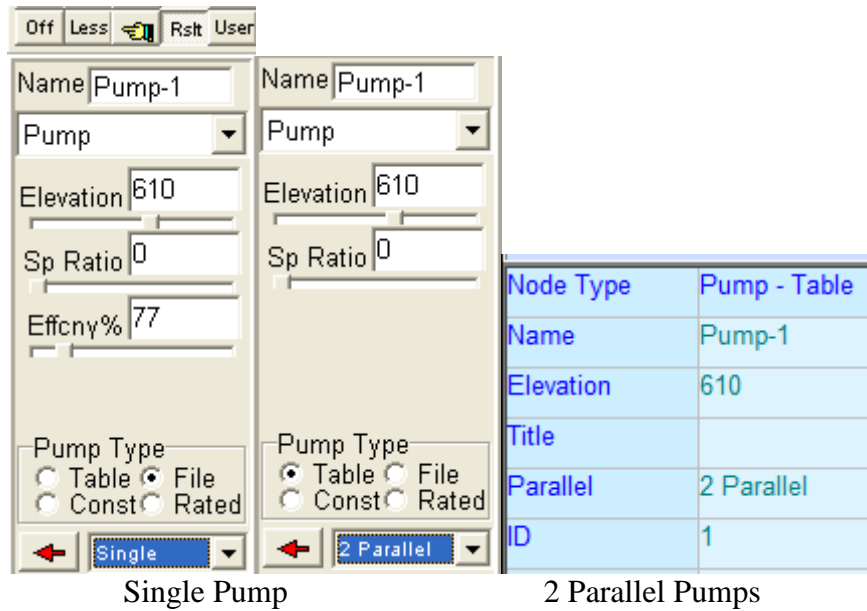 Off Less Rslt User
Name Pump-1
Pump
Elevation 610
Sp Ratio 0
Effcny% 77
Pump Type
Table File
Const Rated
Single
Name Pump-1
Pump
Elevation 610
Sp Ratio 0
Pump Type
Table File
Const Rated
2 Parallel
Node Type Pump - Table
Name Pump-1
Elevation 610
Title
Parallel 2 Parallel
ID 1
Single Pump
2 Parallel Pumps